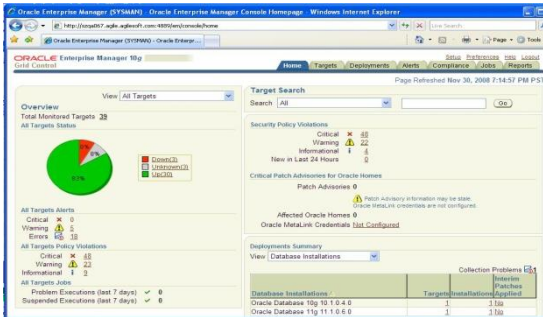 Oracle Enterprise Manager (SYSMAN) - Oracle Enterprise Manager Console Homepage - Windows Internet Explorer
Live Search
Oracle Enterprise Manager (SYSMAN) - Oracle Enterp...
Page
Tools
ORACLE Enterprise Manager 10g
Grid Control
Setup Preferences Help Logout
Home Targets Deployments Alerts Compliance Jobs Reports
Page Refreshed Nov 30, 2008 7:14:57 PM PST
View All Targets
Overview
Total Monitored Targets 39
All Targets Status
Down(3)
Unknown(3)
Up(30)
All Targets Alerts
Critical 0
Warning 5
Errors 18
All Targets Policy Violations
Critical 48
Warning 23
Informational 9
All Targets Jobs
Problem Executions (last 7 days) 0
Suspended Executions (last 7 days) 0
Target Search
Search All Go
Security Policy Violations
Critical 48
Warning 22
Informational 4
New in Last 24 Hours 0
Critical Patch Advisories for Oracle Homes
Patch Advisories 0
Patch Advisory information may be stale.
Oracle MetaLink credentials are not configured.
Affected Oracle Homes 0
Oracle MetaLink Credentials Not Configured
Deployments Summary
View Database Installations
Collection Problems 1
Database Installations Targets Installations Interim Patches Applied
Oracle Database 10g 10.1.0.4.0 1 1 No
Oracle Database 11g 11.1.0.6.0 1 1 No